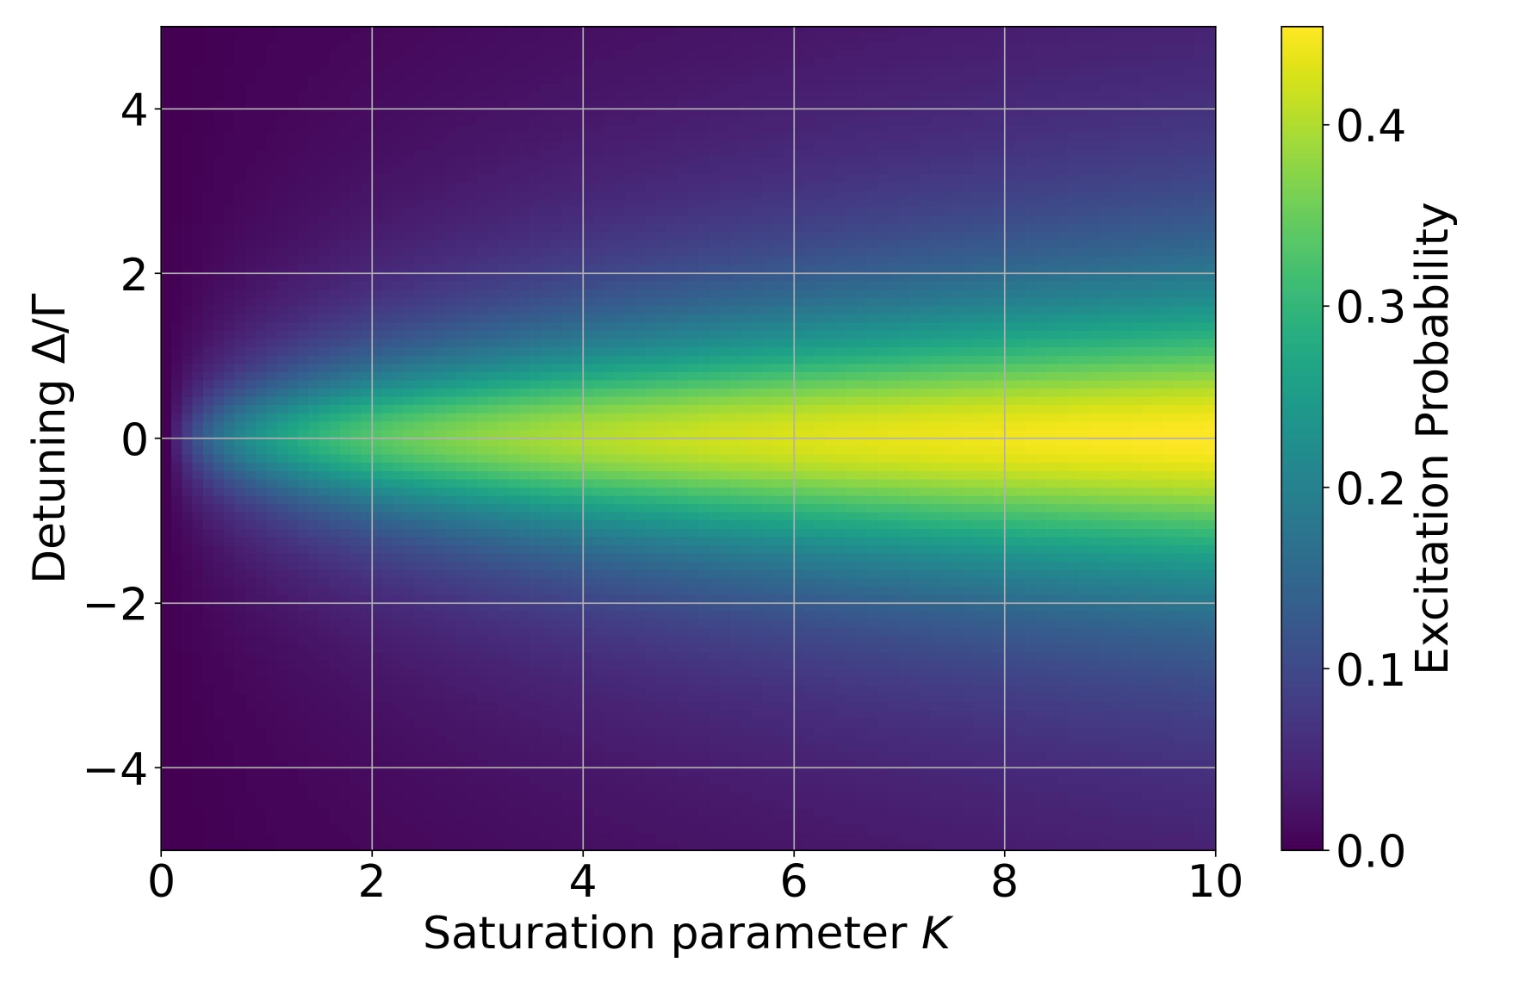 4
2
0
−2
−4
Detuning Δ/Γ
0 2 4 6 8 10
Saturation parameter K
0.4
0.3
0.2
0.1
0.0
Excitation Probability